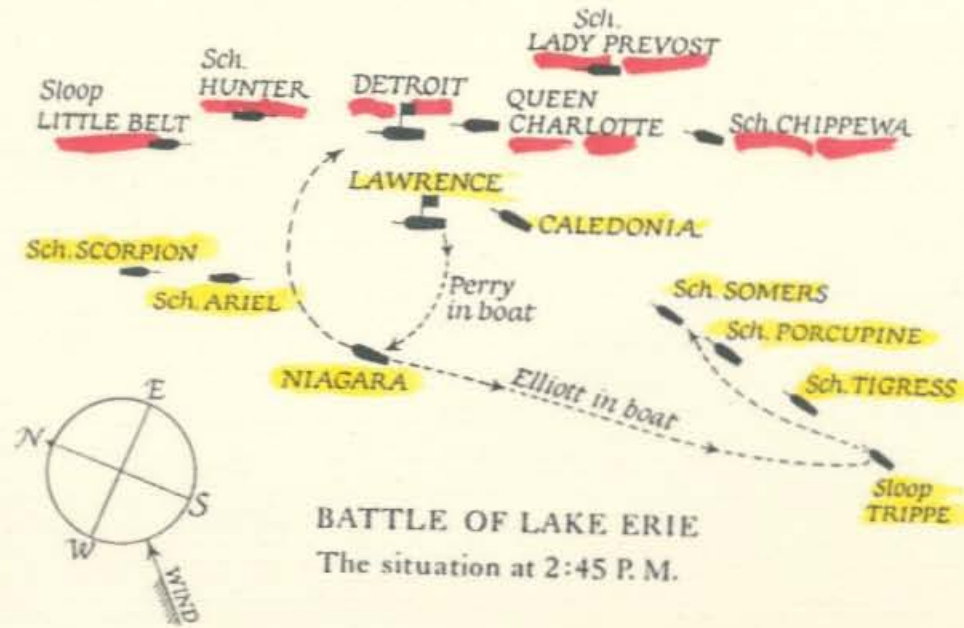 Sch.
LADY PREVOST
Sch.
HUNTER
DETROIT
QUEEN
CHARLOTTE
Sloop
LITTLE BELT
Sch. CHIPPEWA
LAWRENCE
CALEDONIA
Sch. SCORPION
Sch. ARIEL
Perry
in boat
Sch. SOMERS
Sch. PORCUPINE
NIAGARA
Elliott in boat
Sch. TIGRESS
Sloop
TRIPPE
E
N
S
W
WIND
BATTLE OF LAKE ERIE
The situation at 2:45 P. M.